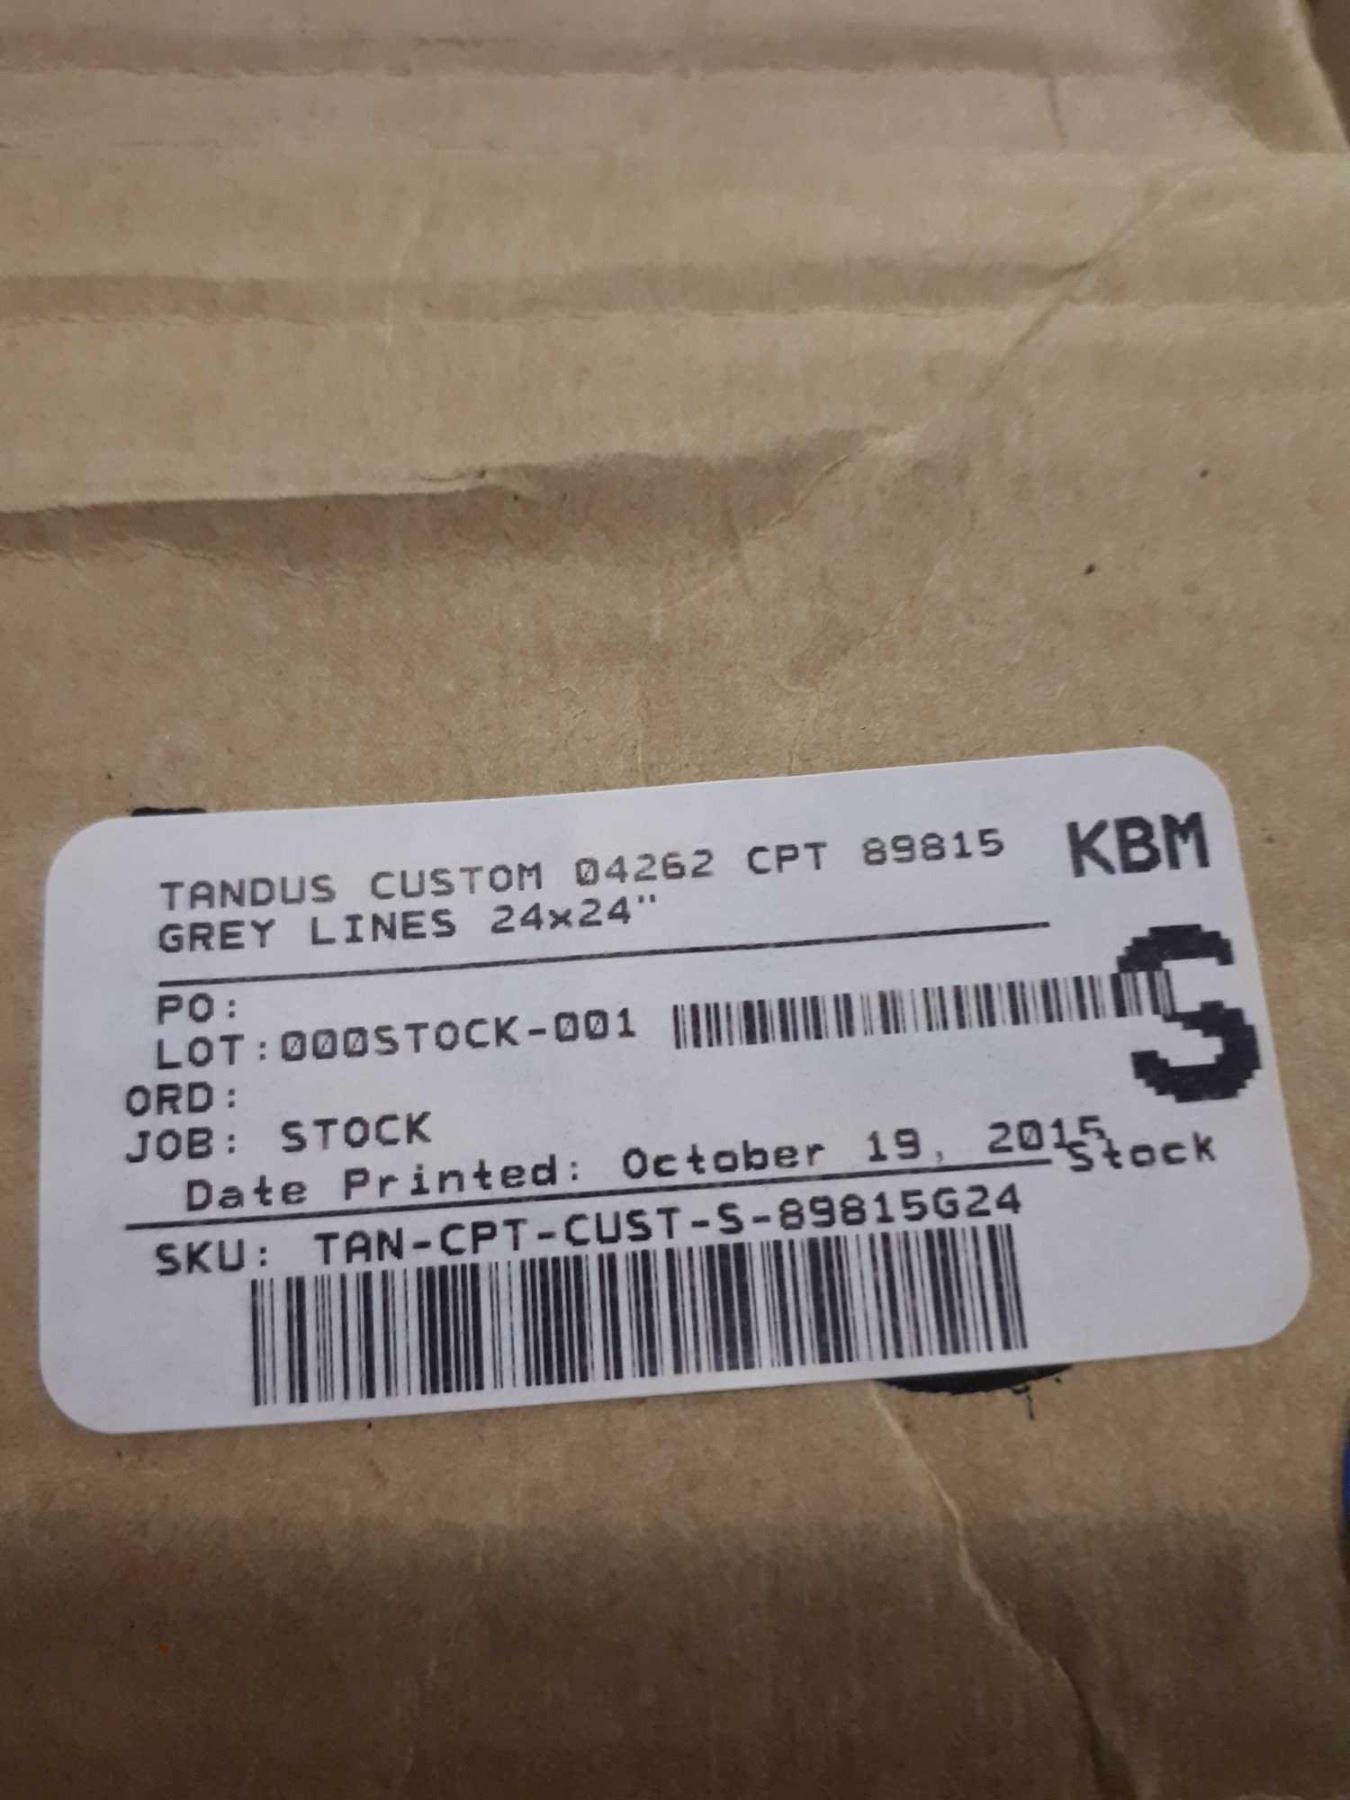 TANDUS CUSTOM 04262 CPT 89815 KBM
GREY LINES 24x24"
S
PO:
LOT:000STOCK-001
ORD:
JOB: STOCK
Date Printed: October 19, 2015
Stock
SKU: TAN-CPT-CUST-S-89815G24